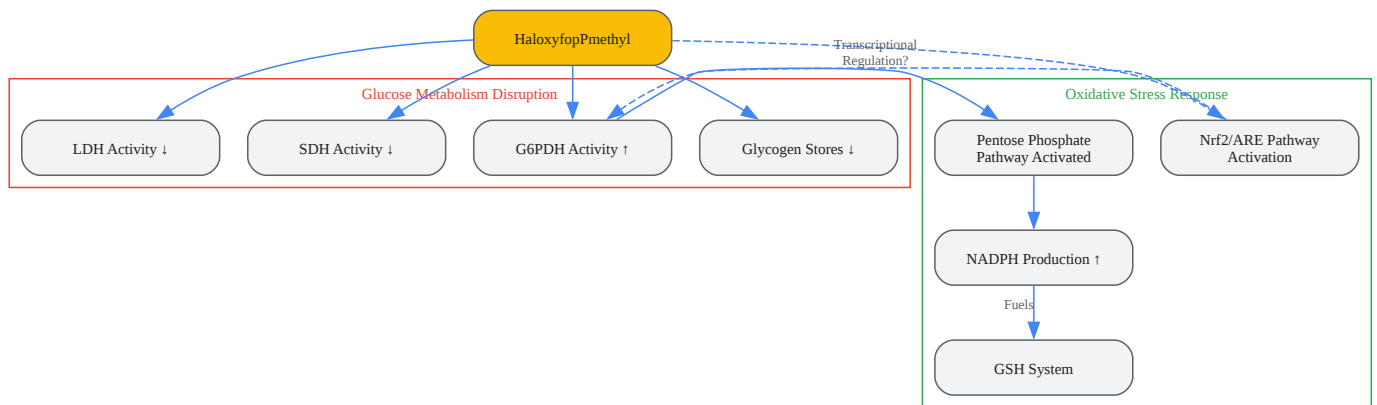 HaloxyfopPmethyl
Transcriptional
Regulation?
Glucose Metabolism Disruption
Oxidative Stress Response
LDH Activity ↓
SDH Activity ↓
G6PDH Activity ↑
Glycogen Stores ↓
Pentose Phosphate
Pathway Activated
Nrf2/ARE Pathway
Activation
NADPH Production ↑
Fuels
GSH System